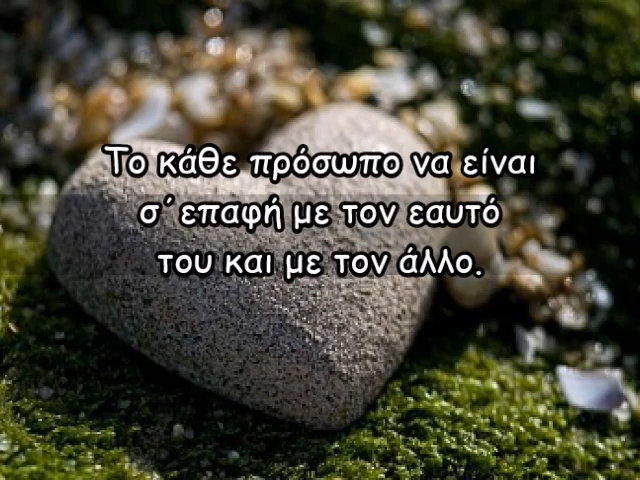 Το κάθε πρόσωπο να είναι
σ΄επαφή με τον εαυτό
του και με τον άλλο.